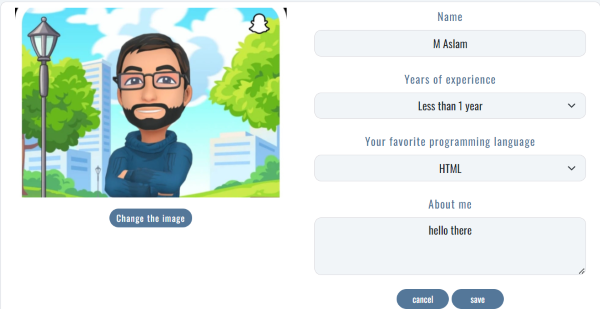 Name
M Aslam
Years of experience
Less than 1 year
Your favorite programming language
HTML
About me
hello there
Change the image
cancel
save